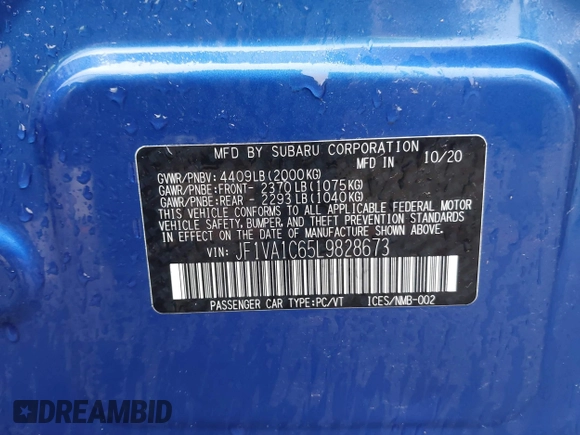 MFD BY SUBARU CORPORATION
MFD IN 10/20
GVWR/PNBV: 4409LB(2000KG)
GAWR/PNBE:FRONT- 2370LB(1075KG)
GAWR/PNBE:REAR - 2293LB(1040KG)
THIS VEHICLE CONFORMS TO ALL APPLICABLE FEDERAL MOTOR
VEHICLE SAFETY, BUMPER, AND THEFT PREVENTION STANDARDS
IN EFFECT ON THE DATE OF MANUFACTURE SHOWN ABOVE.
VIN: JF1VA1C65L9828673
PASSENGER CAR TYPE:PC/VT ICES/NMB-002
DREAMBID